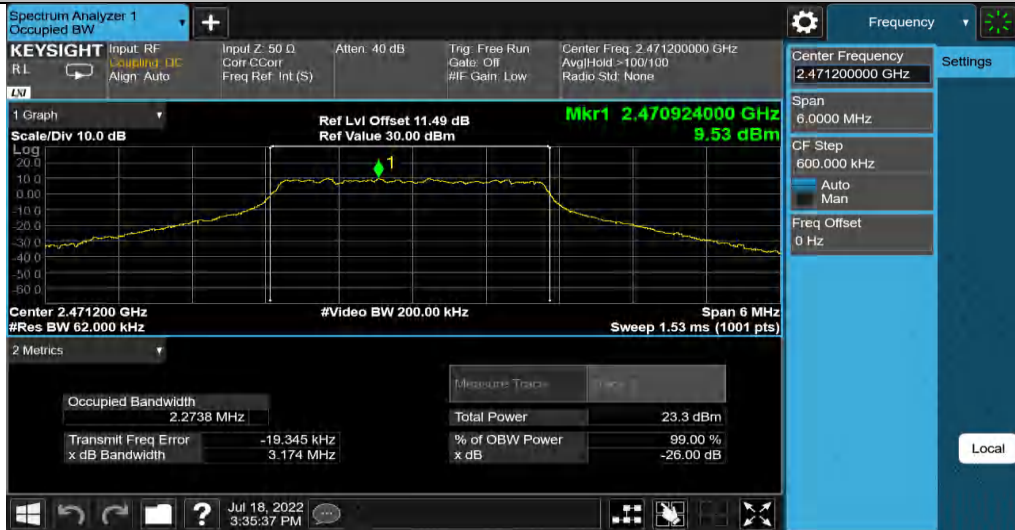 Spectrum Analyzer 1
Occupied BW
Frequency
KEYSIGHT
RL
LXI
Input: RF
Coupling: DC
Align: Auto
Input Z: 50 Ω
Corr CCorr
Freq Ref: Int (S)
Atten: 40 dB
Trig: Free Run
Gate: Off
#IF Gain: Low
Center Freq: 2.471200000 GHz
Avg|Hold >100/100
Radio Std: None
Center Frequency
2.471200000 GHz
Settings
Span
6.0000 MHz
CF Step
600.000 kHz
Auto
Man
Freq Offset
0 Hz
Local
1 Graph
Scale/Div 10.0 dB
Ref Lvl Offset 11.49 dB
Ref Value 30.00 dBm
Mkr1 2.470924000 GHz
9.53 dBm
Log
20.0
10.0
0.00
-10.0
-20.0
-30.0
-40.0
-50.0
-60.0
1
Center 2.471200 GHz
#Video BW 200.00 kHz
Span 6 MHz
#Res BW 62.000 kHz
Sweep 1.53 ms (1001 pts)
2 Metrics
Measure Trace
Trace 1
Occupied Bandwidth
2.2738 MHz
Total Power 23.3 dBm
Transmit Freq Error -19.345 kHz
% of OBW Power 99.00 %
x dB Bandwidth 3.174 MHz
x dB -26.00 dB
?
Jul 18, 2022
3:35:37 PM